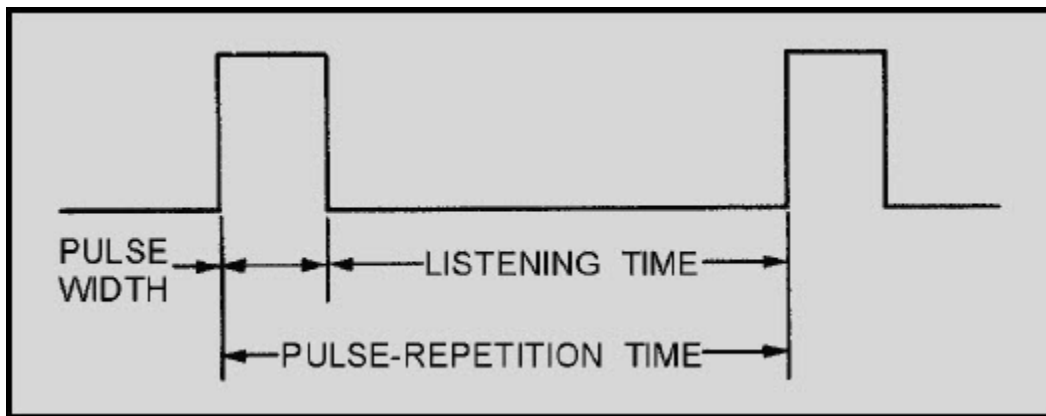 PULSE
WIDTH
LISTENING TIME
PULSE-REPETITION TIME